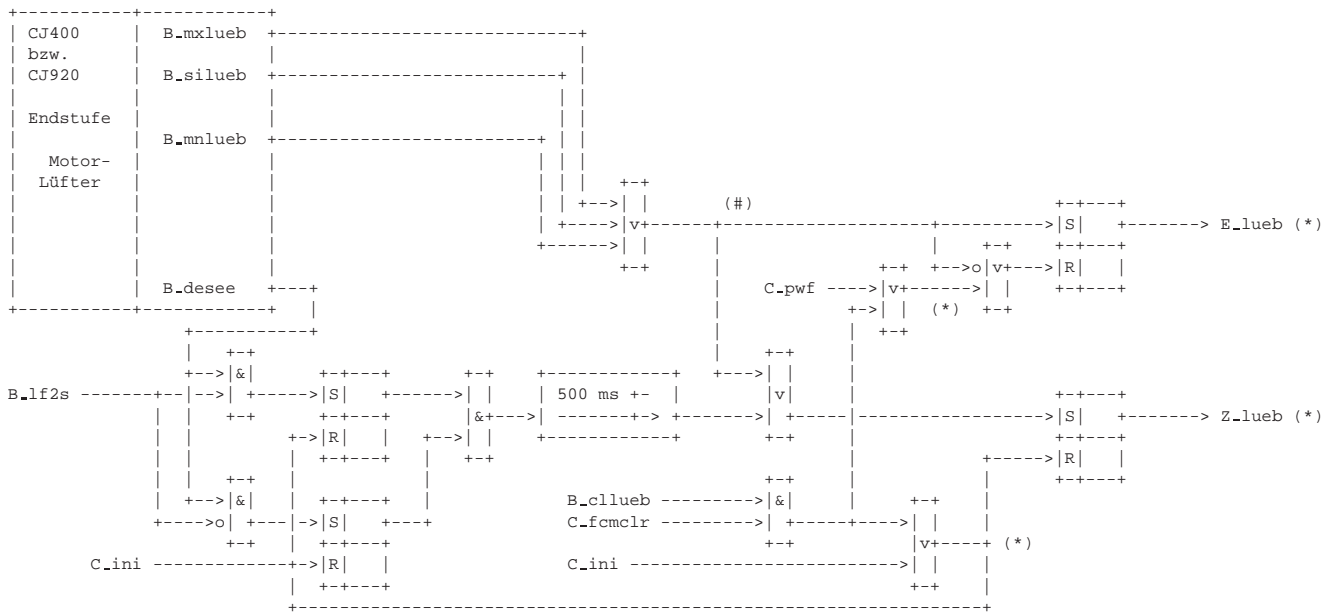 CJ400 B_mxlueb
bzw.
CJ920 B_silueb
Endstufe
B_mnlueb
Motor-
Lüfter
(#)
v S E_lueb (*)
v R
B_desee C_pwf v o
(*)
&
B_lf2s S 500 ms v
& S Z_lueb (*)
R
R
& B_cllueb &
o S C_fcmclr
v (*)
C_ini R C_ini